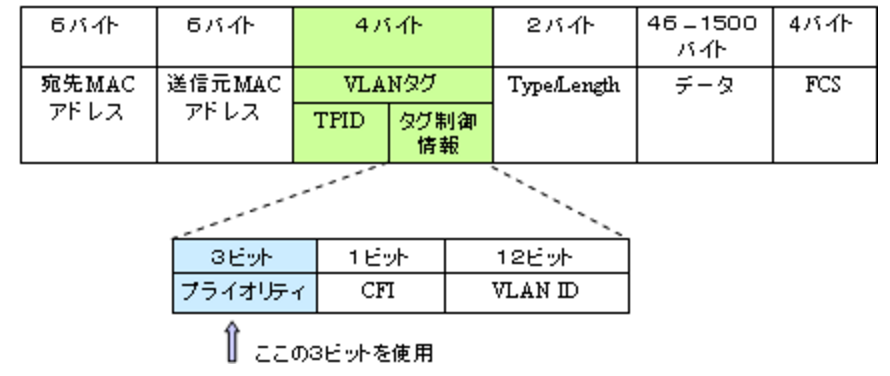 6バイト 6バイト 4バイト 2バイト 46-1500 4バイト
バイト
宛先MAC 送信元MAC VLANタグ Type/Length データ FCS
アドレス アドレス TPID タグ制御
情報
3ビット 1ビット 12ビット
プライオリティ CFI VLAN ID
ここの3ビットを使用